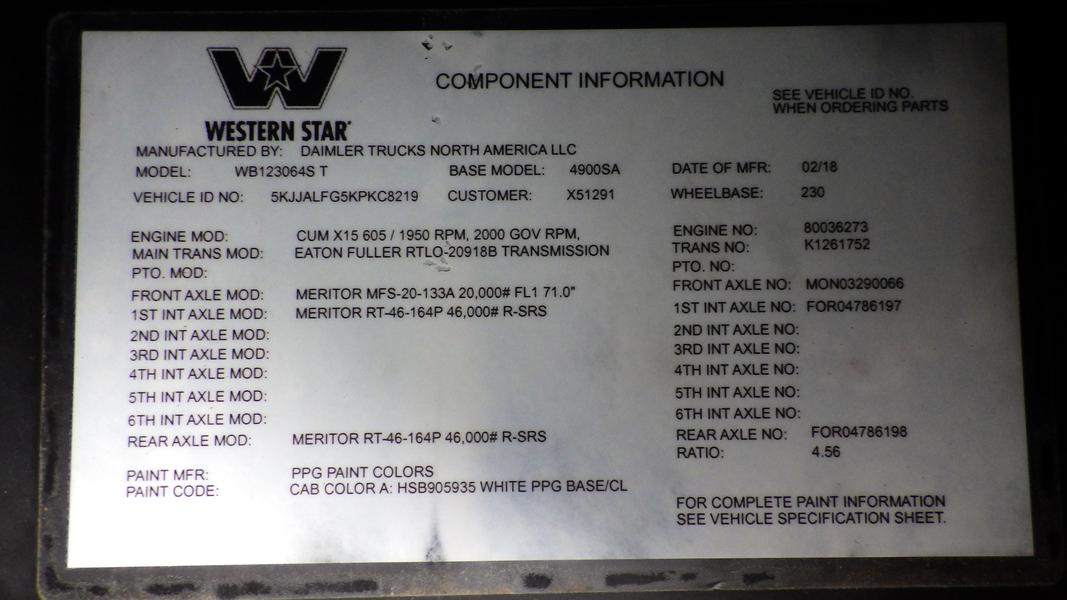 COMPONENT INFORMATION
SEE VEHICLE ID NO.
WHEN ORDERING PARTS
WESTERN STAR
MANUFACTURED BY: DAIMLER TRUCKS NORTH AMERICA LLC
MODEL: WB123064S T BASE MODEL: 4900SA DATE OF MFR: 02/18
VEHICLE ID NO: 5KJJALFG5KPKC8219 CUSTOMER: X51291 WHEELBASE: 230
ENGINE MOD: CUM X15 605 / 1950 RPM, 2000 GOV RPM, ENGINE NO: 80036273
MAIN TRANS MOD: EATON FULLER RTLO-20918B TRANSMISSION TRANS NO: K1261752
PTO. MOD: PTO. NO:
FRONT AXLE MOD: MERITOR MFS-20-133A 20,000# FL1 71.0" FRONT AXLE NO: MON03290066
1ST INT AXLE MOD: MERITOR RT-46-164P 46,000# R-SRS 1ST INT AXLE NO: FOR04786197
2ND INT AXLE MOD: 2ND INT AXLE NO:
3RD INT AXLE MOD: 3RD INT AXLE NO:
4TH INT AXLE MOD: 4TH INT AXLE NO:
5TH INT AXLE MOD: 5TH INT AXLE NO:
6TH INT AXLE MOD: 6TH INT AXLE NO:
REAR AXLE MOD: MERITOR RT-46-164P 46,000# R-SRS REAR AXLE NO: FOR04786198
RATIO: 4.56
PAINT MFR: PPG PAINT COLORS
PAINT CODE: CAB COLOR A: HSB905935 WHITE PPG BASE/CL
FOR COMPLETE PAINT INFORMATION
SEE VEHICLE SPECIFICATION SHEET.